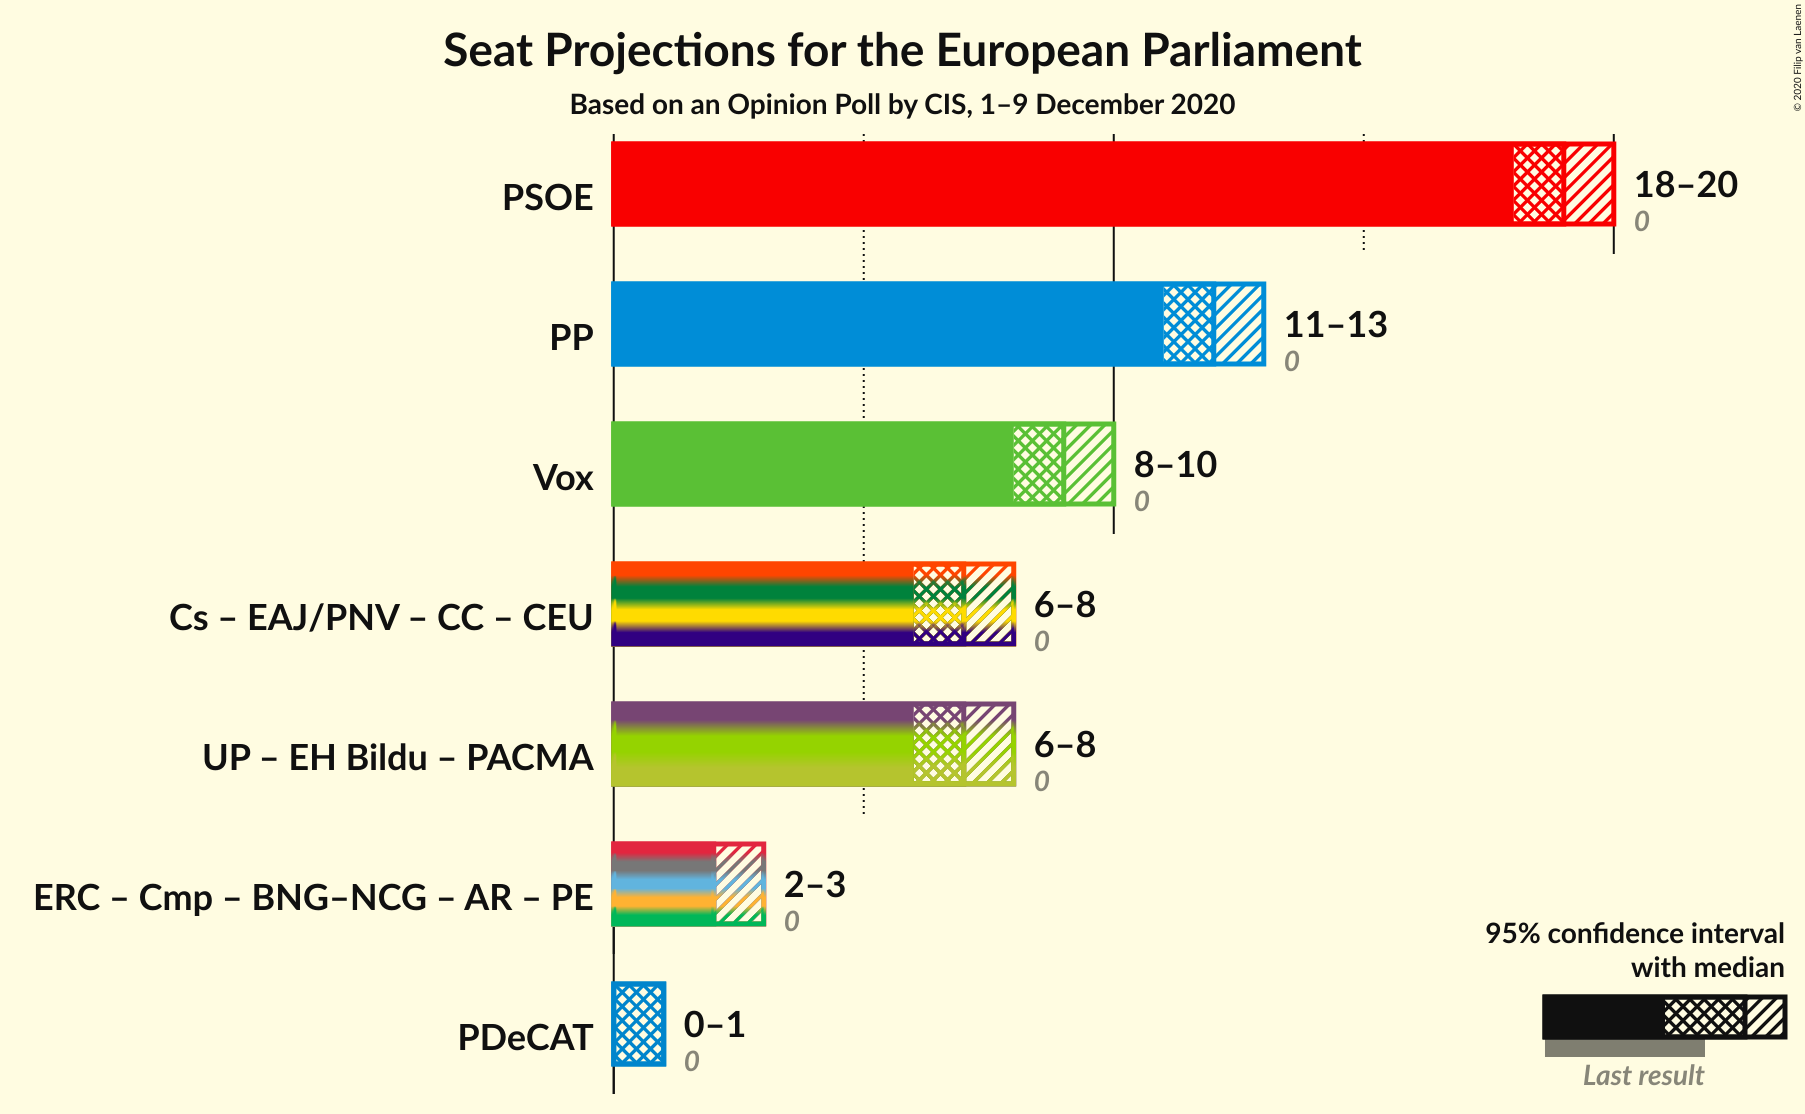 Seat Projections for the European Parliament
Based on an Opinion Poll by CIS, 1–9 December 2020
© 2020 Filip van Laenen
PSOE
18–20
0
PP
11–13
0
Vox
8–10
0
Cs – EAJ/PNV – CC – CEU
6–8
0
UP – EH Bildu – PACMA
6–8
0
ERC – Cmp – BNG–NCG – AR – PE
2–3
0
PDeCAT
0–1
0
95% confidence interval
with median
Last result